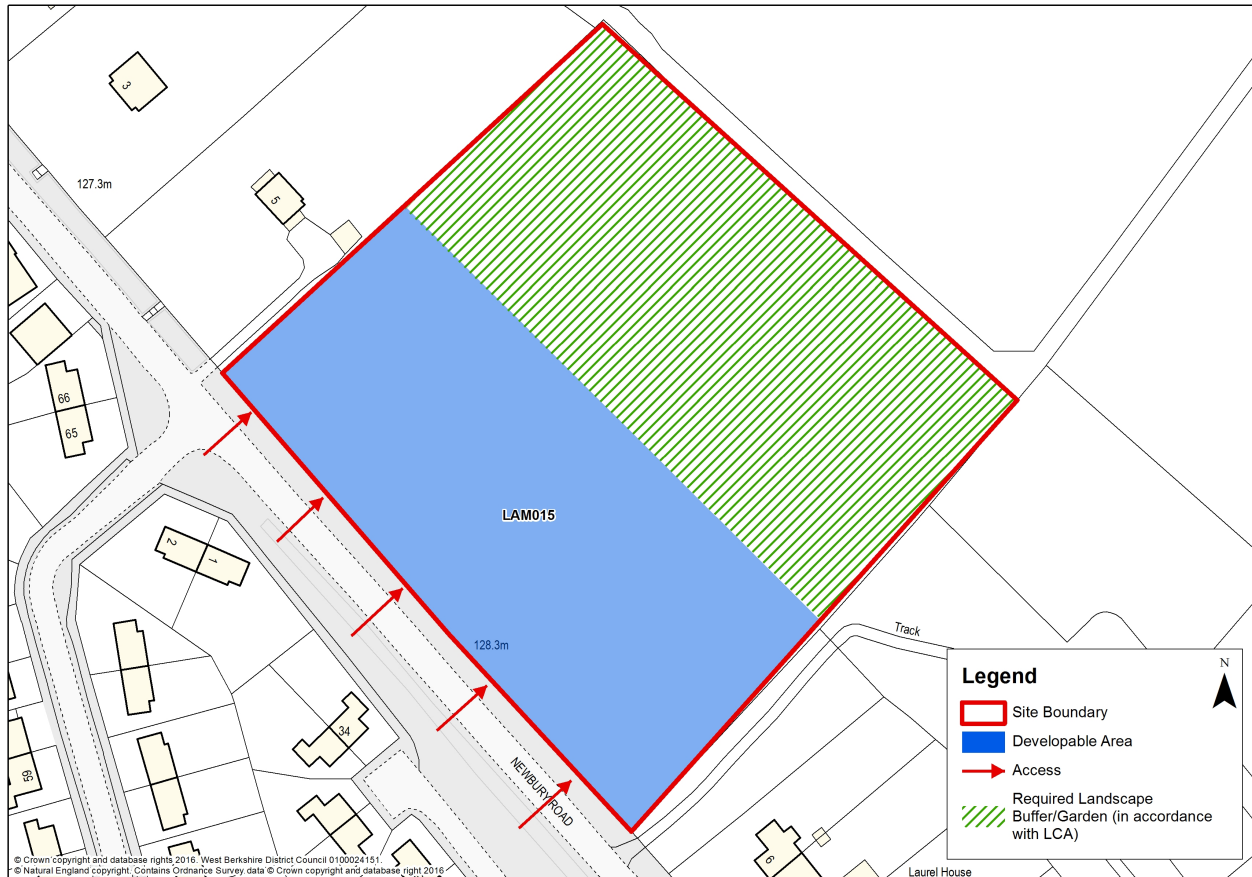 3
127.3m
5
66
65
LAM015
2
1
128.3m
Track
34
NEWBURY ROAD
59
6
Laurel House
Legend
N
Site Boundary
Developable Area
Access
Required Landscape
Buffer/Garden (in accordance
with LCA)
© Crown copyright and database rights 2016. West Berkshire District Council 0100024151.
© Natural England copyright. Contains Ordnance Survey data © Crown copyright and database right 2016